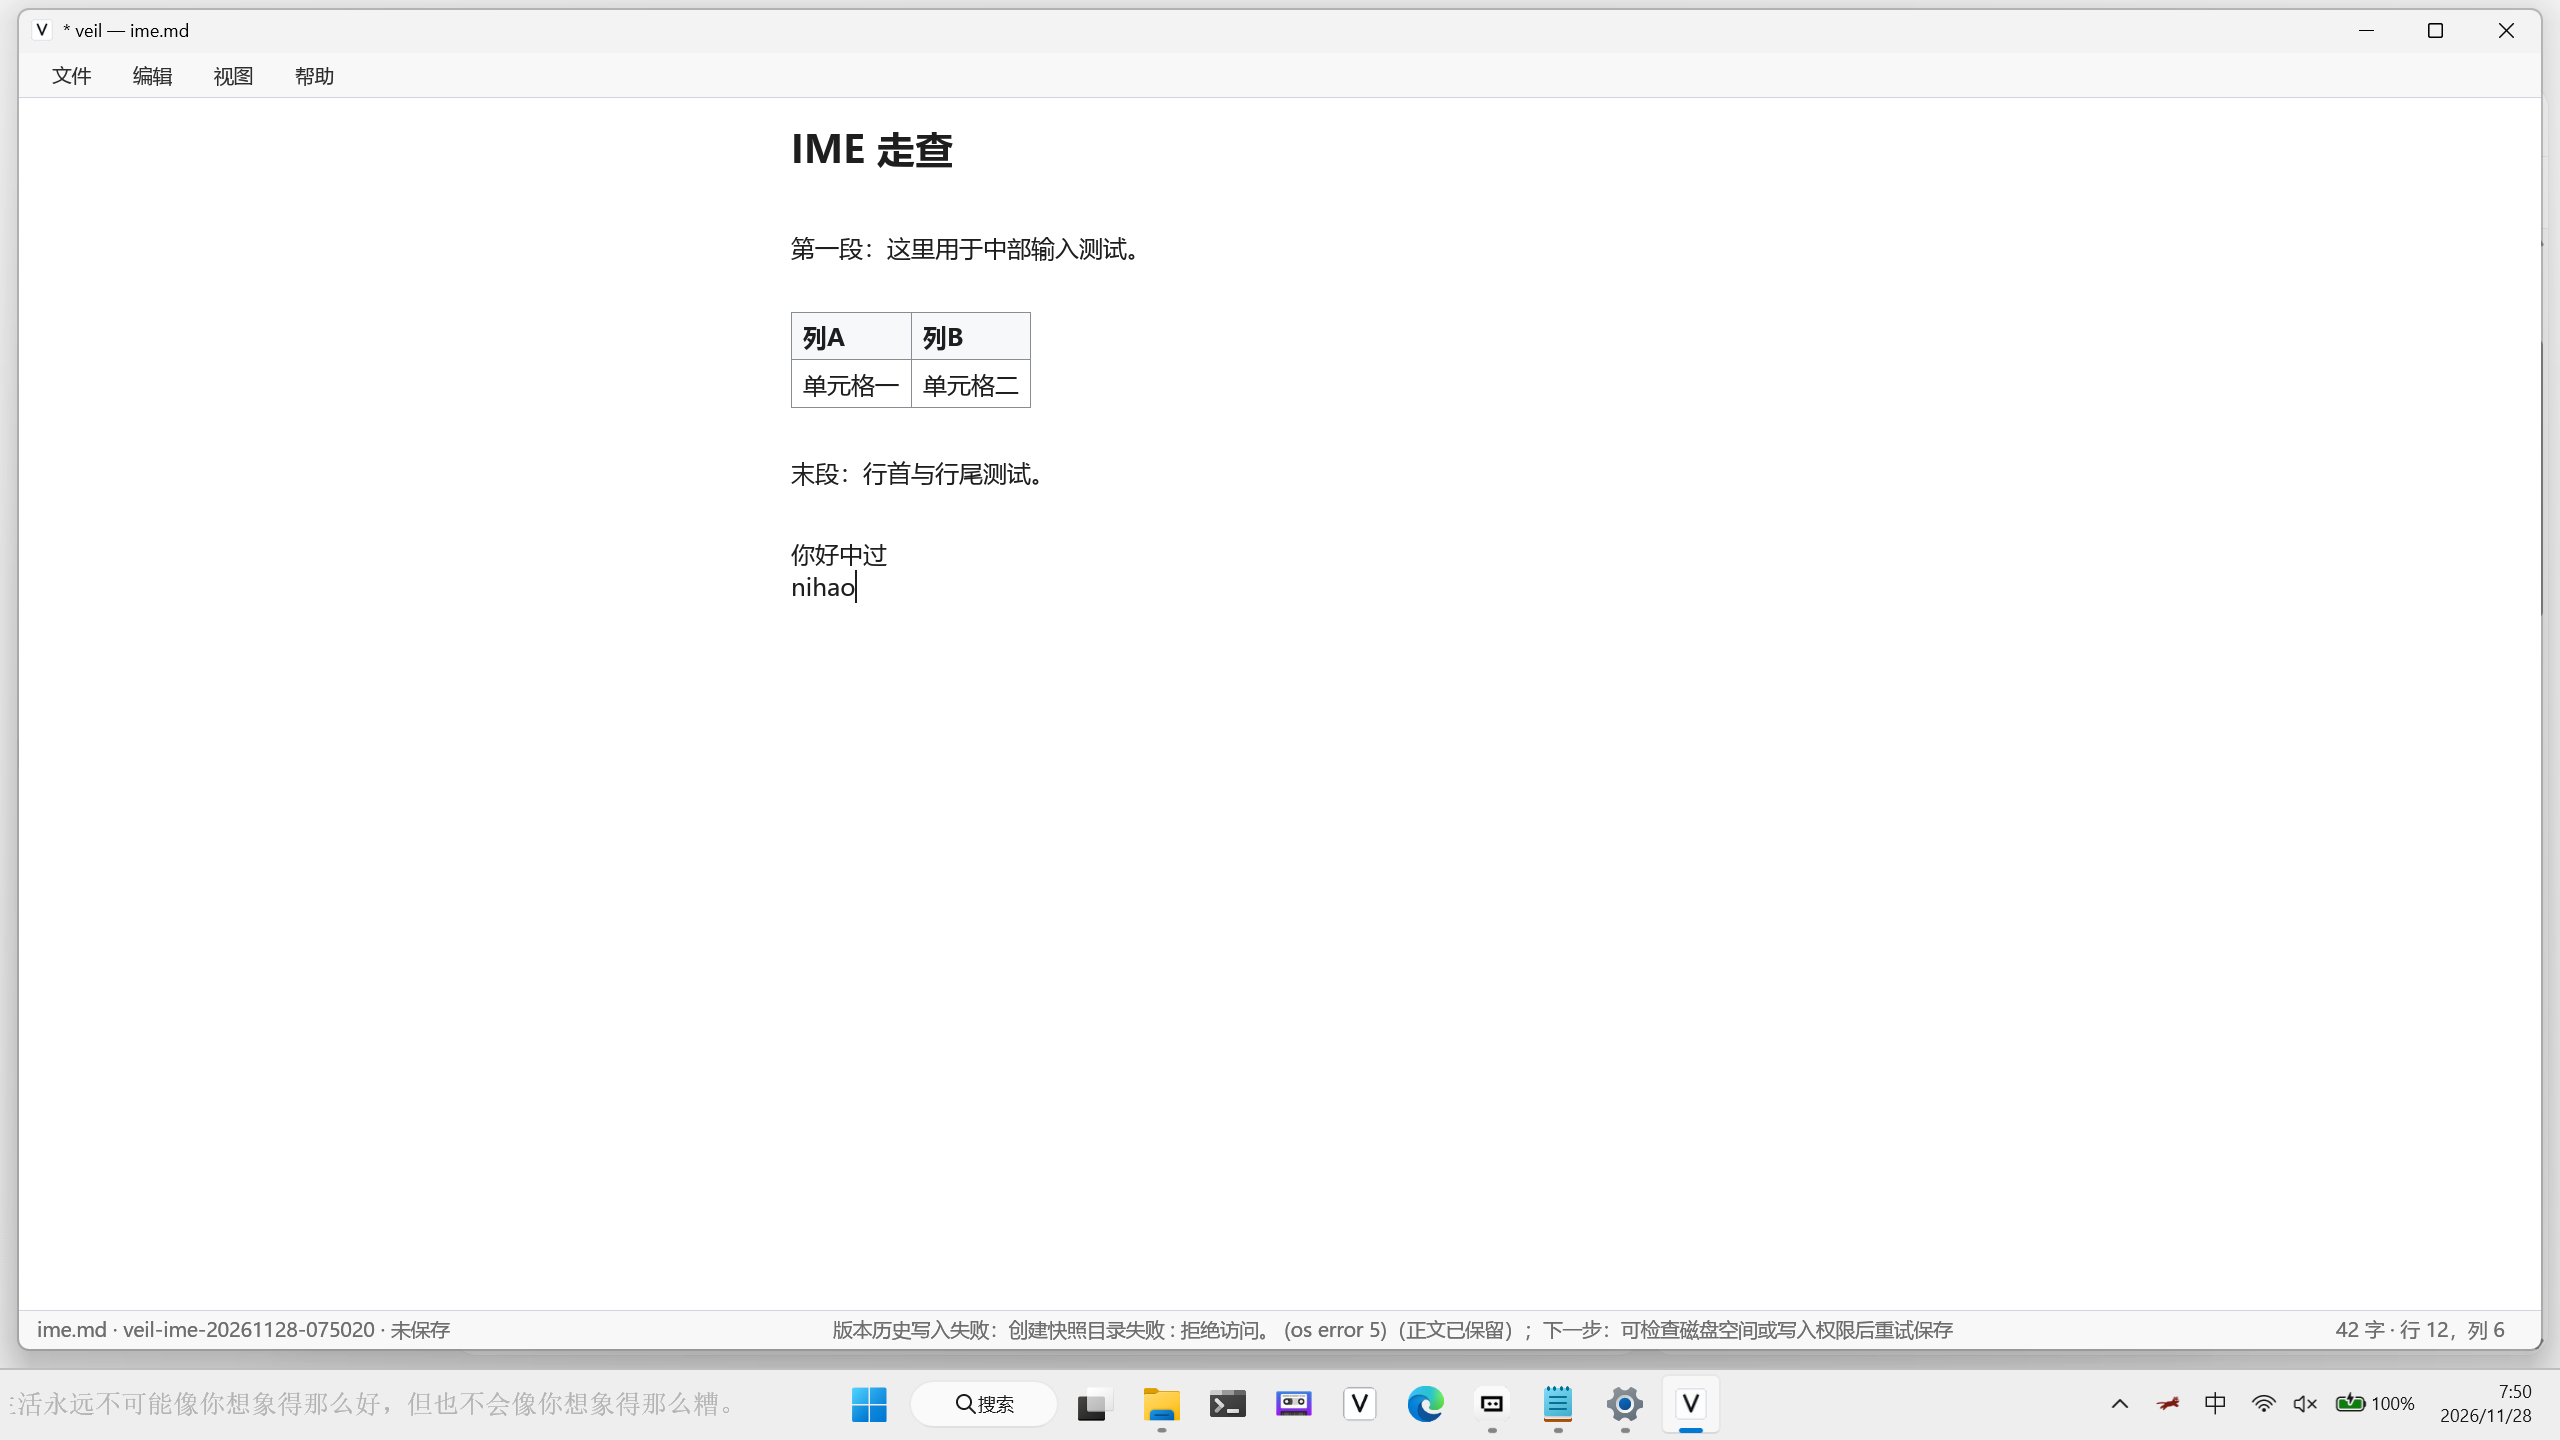 V * veil — ime.md
文件 编辑 视图 帮助
IME 走查
第一段：这里用于中部输入测试。
列A 列B
单元格一 单元格二
末段：行首与行尾测试。
你好中过
nihao
ime.md · veil-ime-20261128-075020 · 未保存 版本历史写入失败：创建快照目录失败 : 拒绝访问。 (os error 5)（正文已保留）；下一步：可检查磁盘空间或写入权限后重试保存 42 字 · 行 12，列 6
活永远不可能像你想象得那么好，但也不会像你想象得那么糟。 搜索 V V 中 100% 7:50
2026/11/28